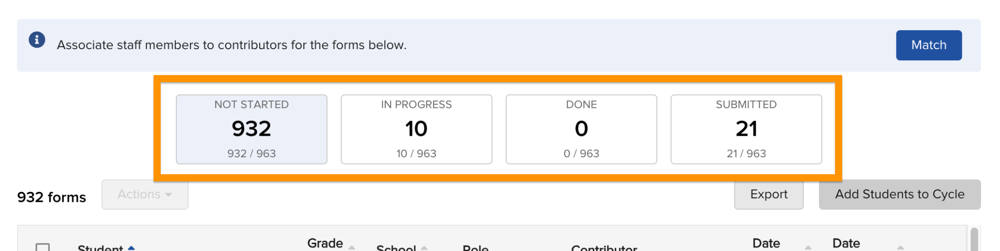 Associate staff members to contributors for the forms below.
Match
NOT STARTED
932
932 / 963
IN PROGRESS
10
10 / 963
DONE
0
0 / 963
SUBMITTED
21
21 / 963
932 forms
Actions
Export
Add Students to Cycle
Student
Grade
School
Role
Contributor
Date
Date